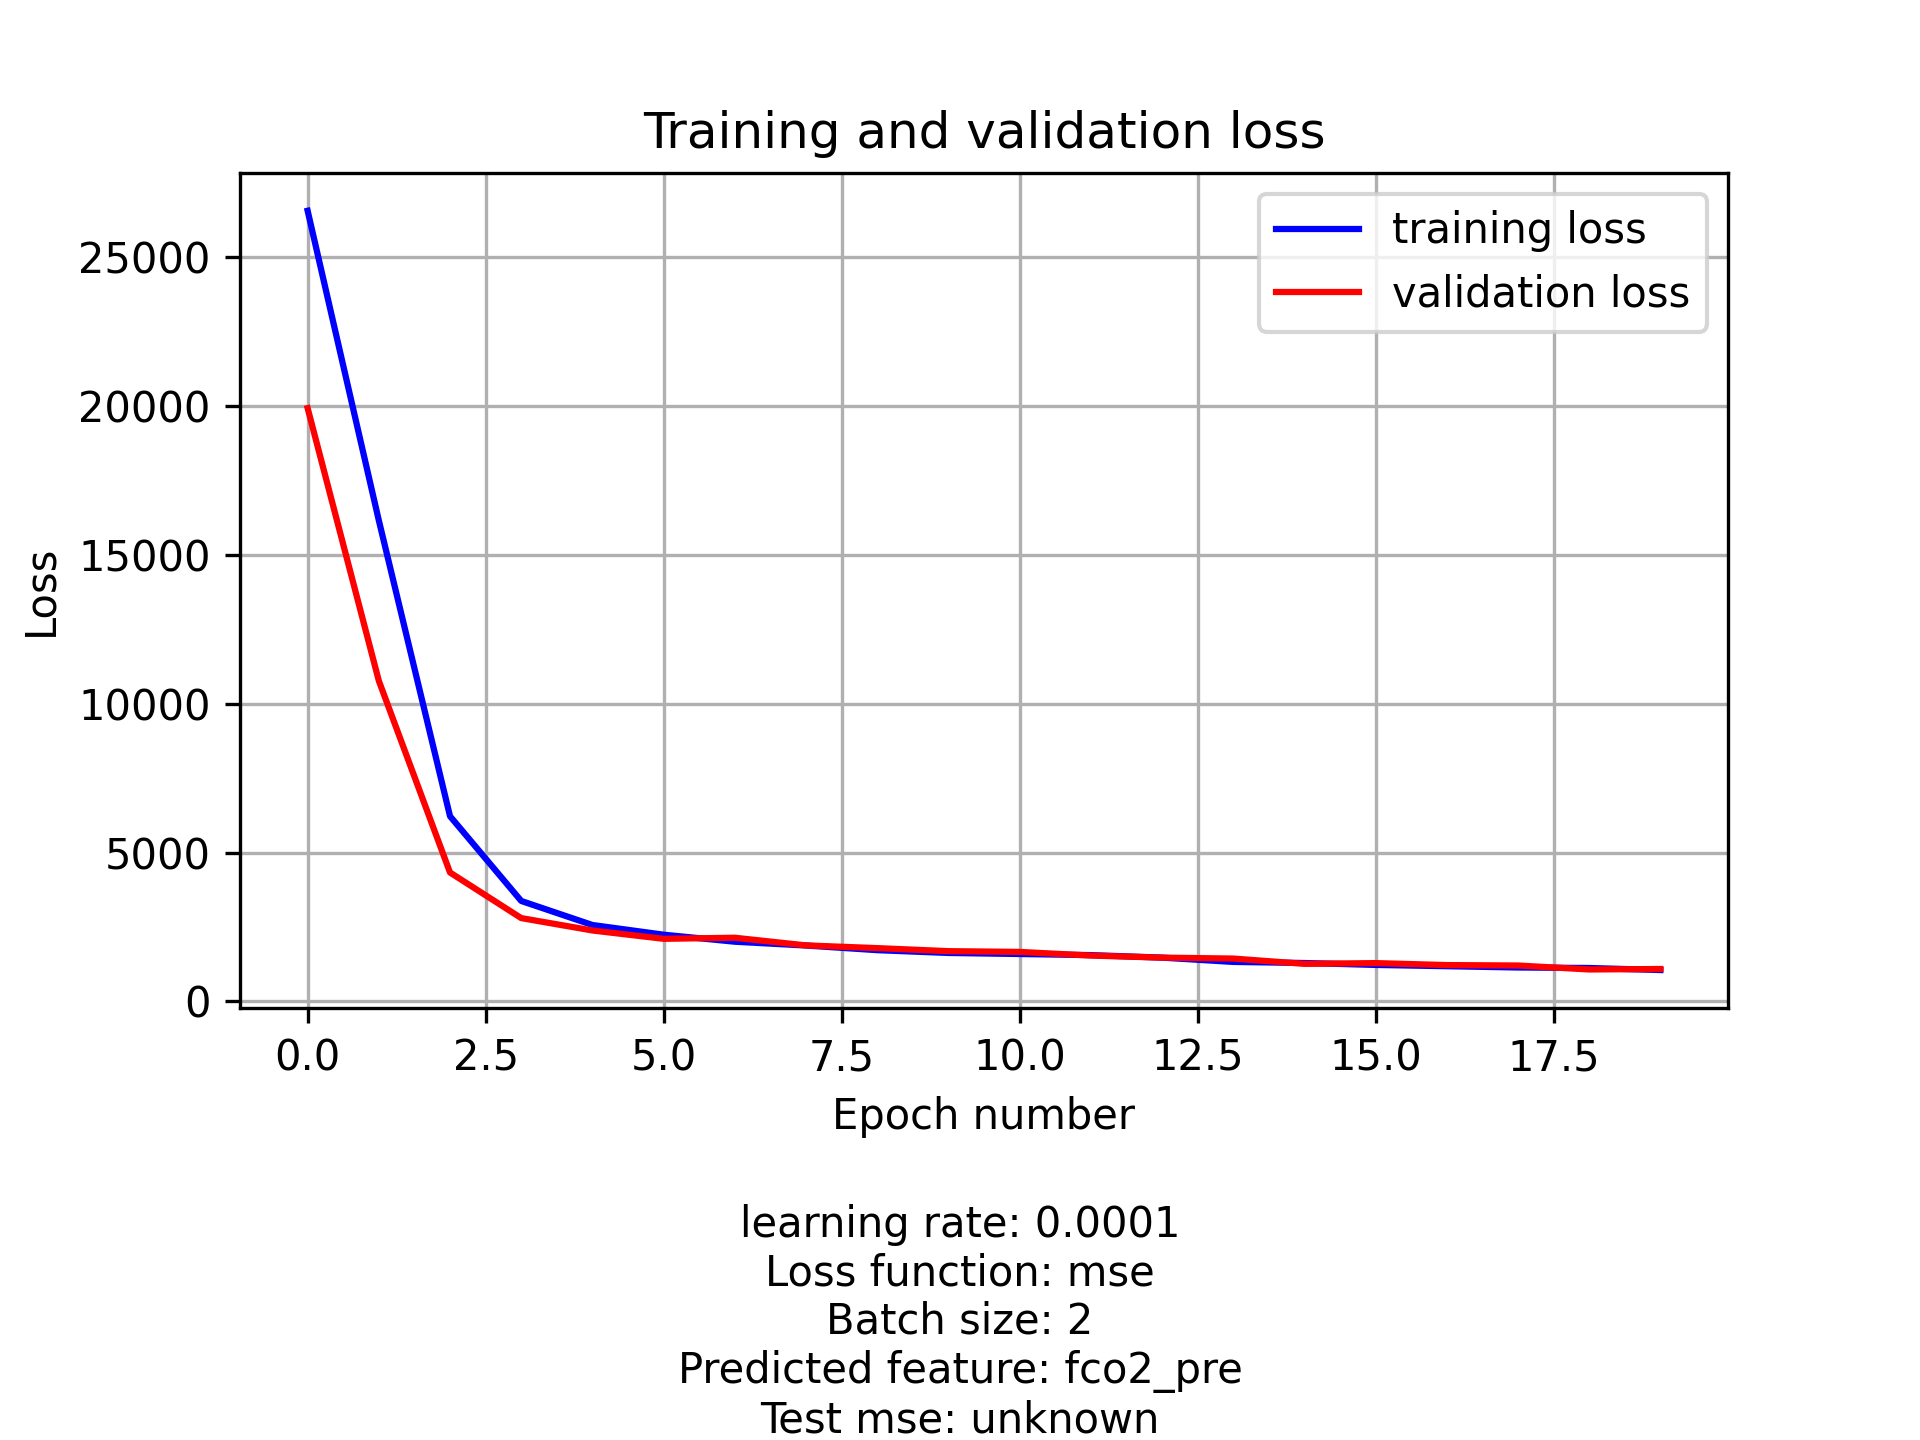 Training and validation loss
training loss
validation loss
25000
20000
15000
10000
5000
0
Loss
0.0 2.5 5.0 7.5 10.0 12.5 15.0 17.5
Epoch number
learning rate: 0.0001
Loss function: mse
Batch size: 2
Predicted feature: fco2_pre
Test mse: unknown